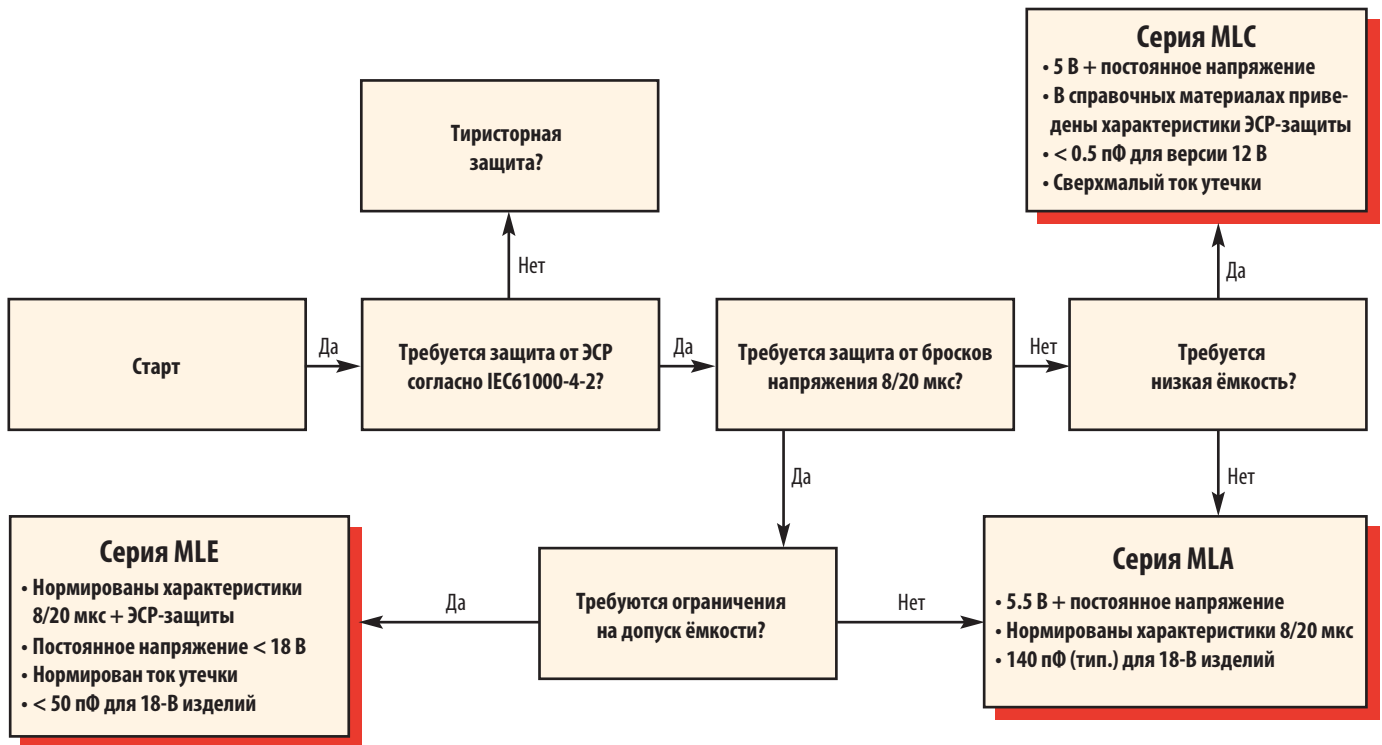 Серия MLC
• 5 В + постоянное напряжение
• В справочных материалах приве-
дены характеристики ЭСР-защиты
• < 0.5 пФ для версии 12 В
• Сверхмалый ток утечки
Тиристорная
защита?
Нет
Да
Старт
Да
Требуется защита от ЭСР
согласно IEC61000-4-2?
Да
Требуется защита от бросков
напряжения 8/20 мкс?
Нет
Требуется
низкая ёмкость?
Да
Нет
Серия MLE
• Нормированы характеристики
8/20 мкс + ЭСР-защиты
• Постоянное напряжение < 18 В
• Нормирован ток утечки
• < 50 пФ для 18-В изделий
Да
Требуются ограничения
на допуск ёмкости?
Нет
Серия MLA
• 5.5 В + постоянное напряжение
• Нормированы характеристики 8/20 мкс
• 140 пФ (тип.) для 18-В изделий